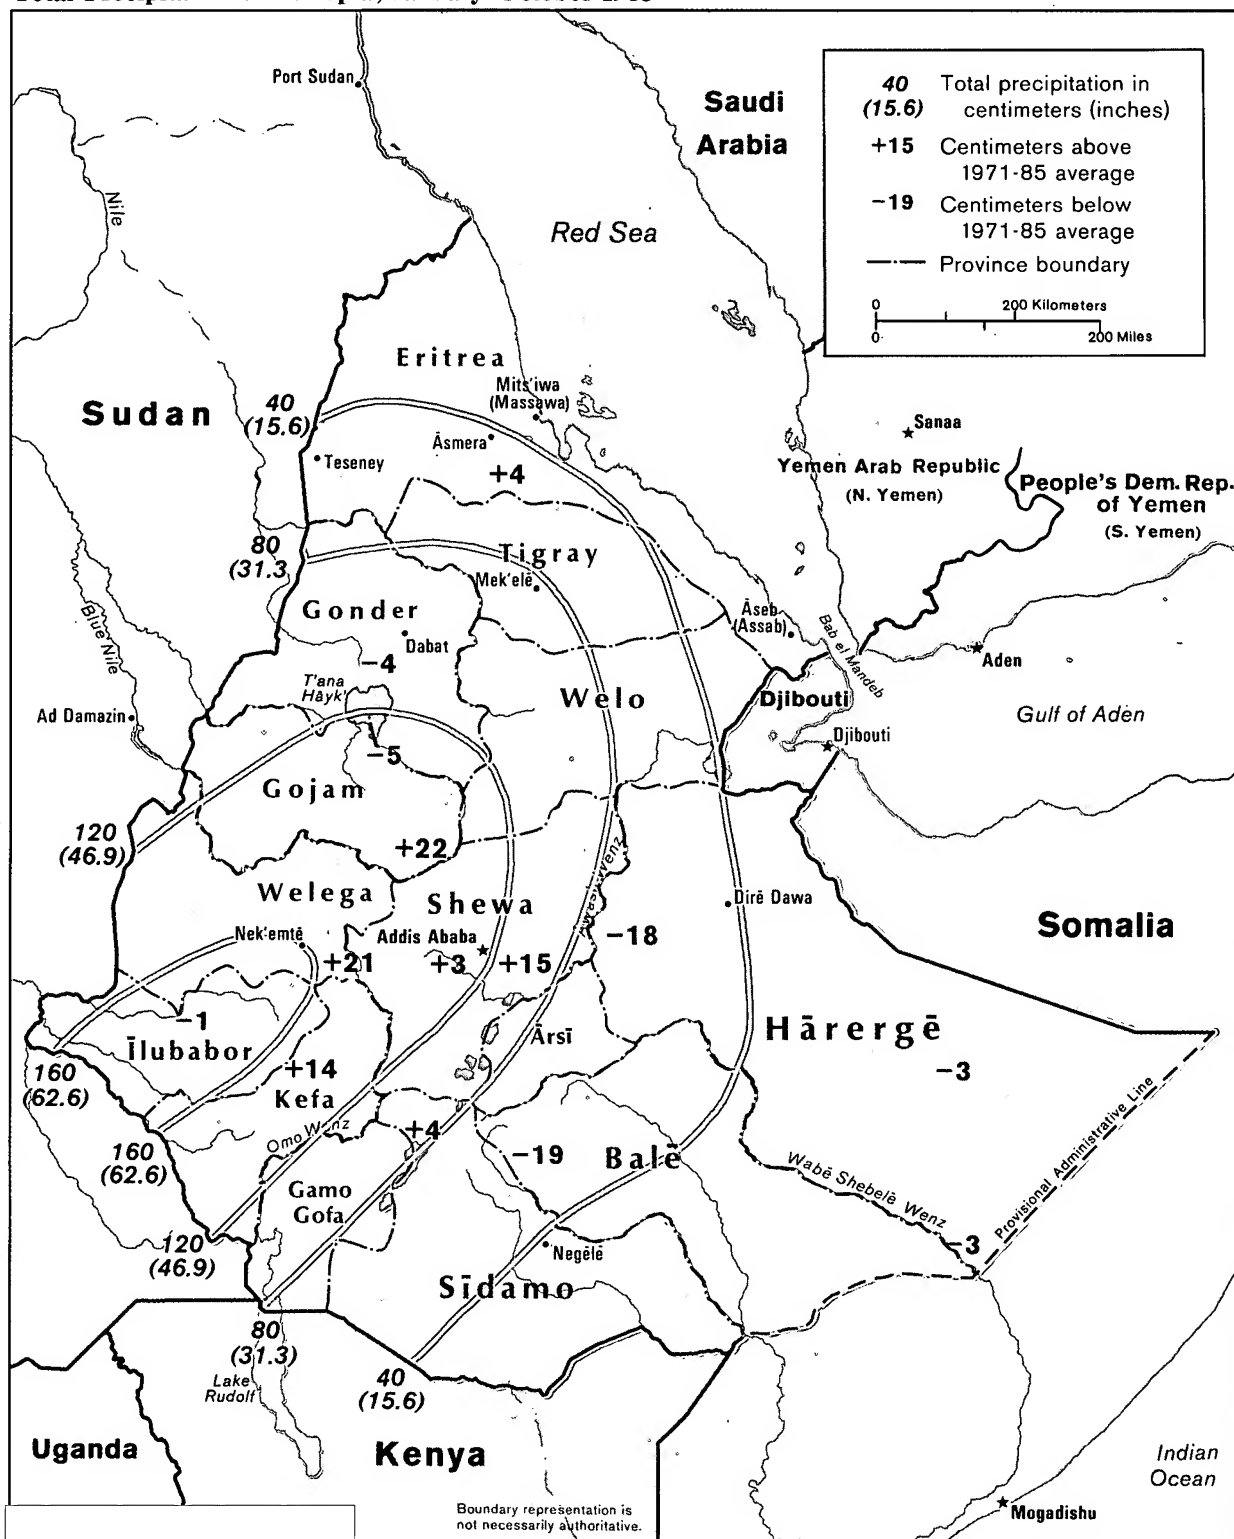 Port Sudan
Saudi
Arabia
40
(15.6)
Total precipitation in
centimeters (inches)
+15
Centimeters above
1971-85 average
-19
Centimeters below
1971-85 average
Province boundary
0
200 Kilometers
0
200 Miles
Nile
Red Sea
Eritrea
Mits'iwa
(Massawa)
Sudan
40
(15.6)
Āsmera
Teseney
+4
Sanaa
Yemen Arab Republic
(N. Yemen)
People's Dem. Rep.
of Yemen
(S. Yemen)
80
(31.3
Tigray
Mek'elē
Gonder
Dabat
Blue Nile
Āseb
(Assab)
Bab el Mandeb
Aden
-4
T'ana
Hāyk'
Welo
Djibouti
Ad Damazin
Djibouti
Gulf of Aden
-5
Gojam
120
(46.9)
+22
Welega
Shewa
Awash Wenz
Dirē Dawa
Somalia
Nek'emtē
Addis Ababa
+21
+3
+15
-18
-1
Īlubabor
Ārsī
Hārergē
-3
160
(62.6)
+14
Kefa
Omo Wenz
+4
160
(62.6)
-19
Balē
Wabē Shebelē Wenz
Provisional Administrative Line
Gamo
Gofa
-3
120
(46.9)
Negēlē
Sīdamo
80
(31.3)
Lake
Rudolf
40
(15.6)
Uganda
Kenya
Indian
Ocean
Boundary representation is
not necessarily authoritative.
Mogadishu